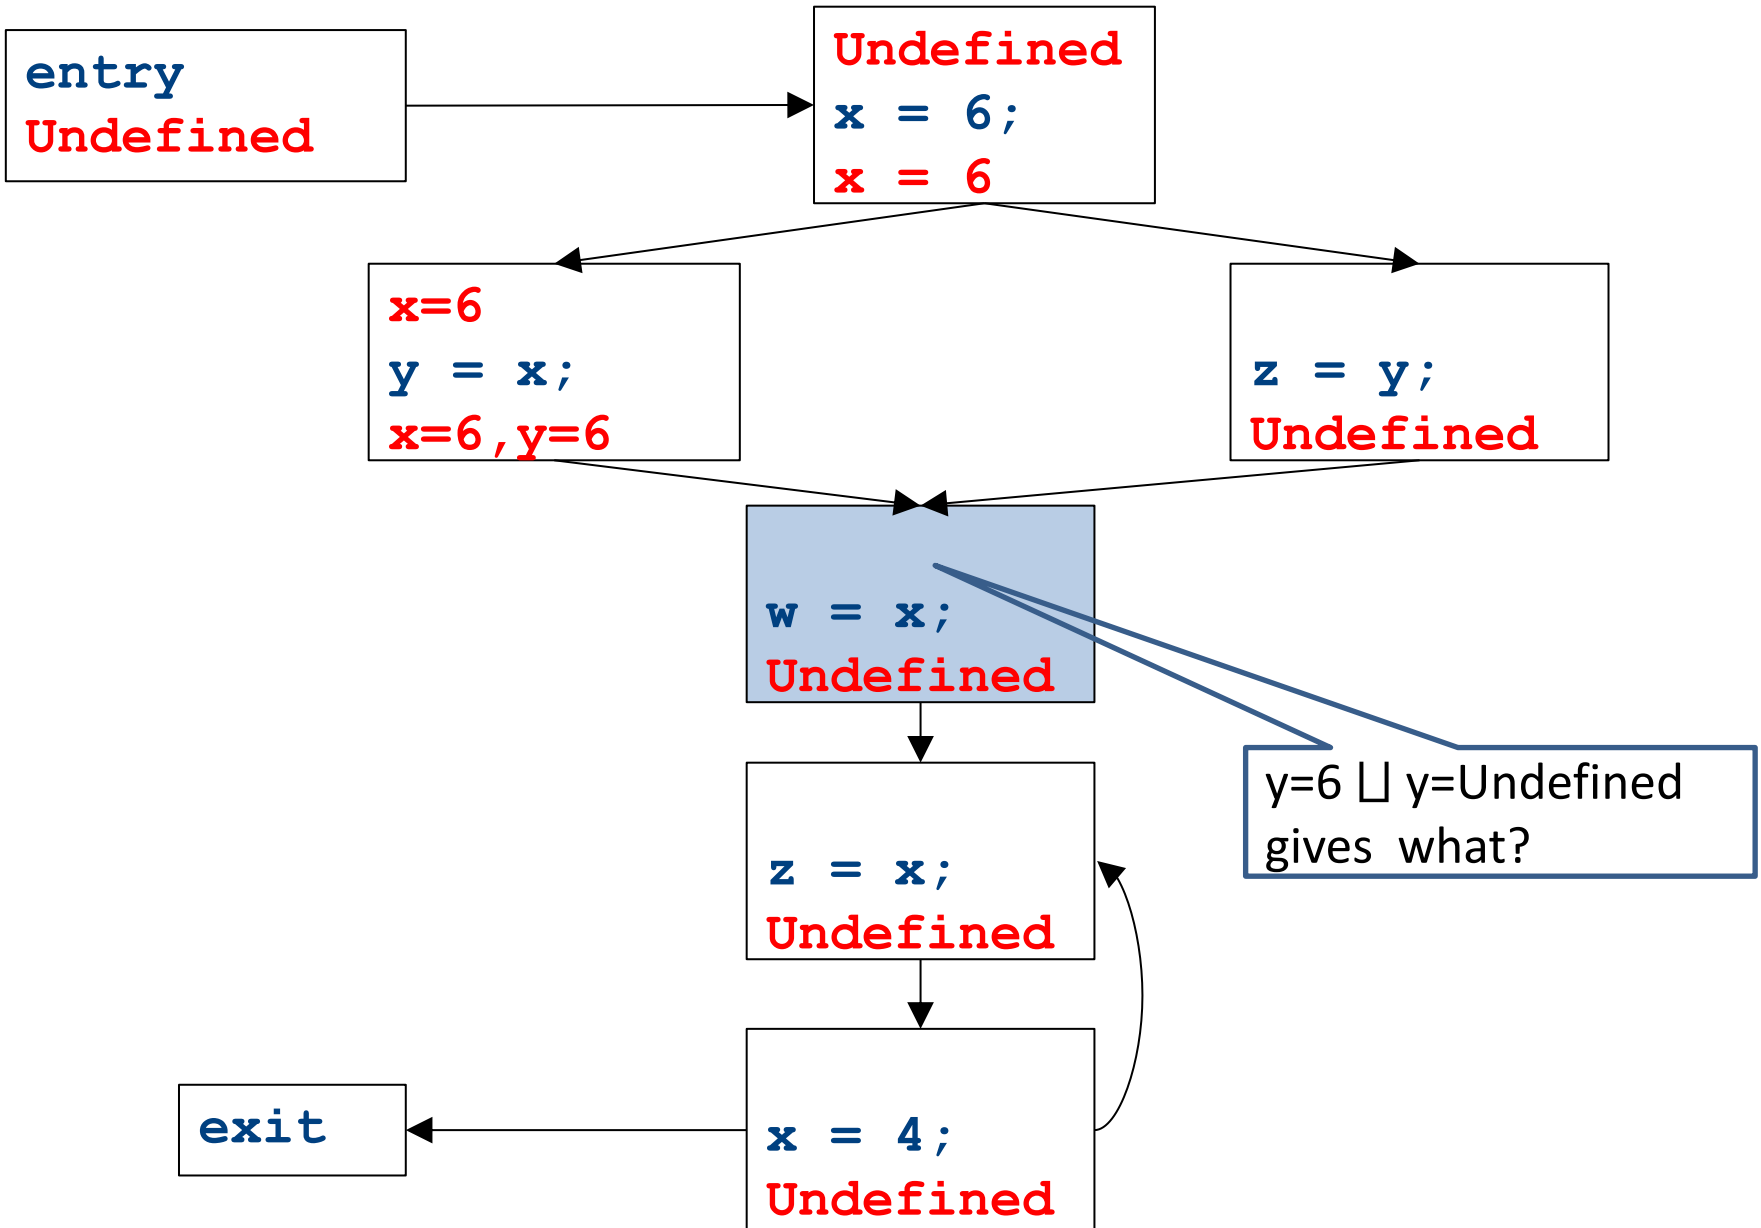 entry
Undefined
Undefined
x = 6;
x = 6
x=6
y = x;
x=6,y=6
z = y;
Undefined
w = x;
Undefined
y=6 ⨆ y=Undefined
gives what?
z = x;
Undefined
exit
x = 4;
Undefined